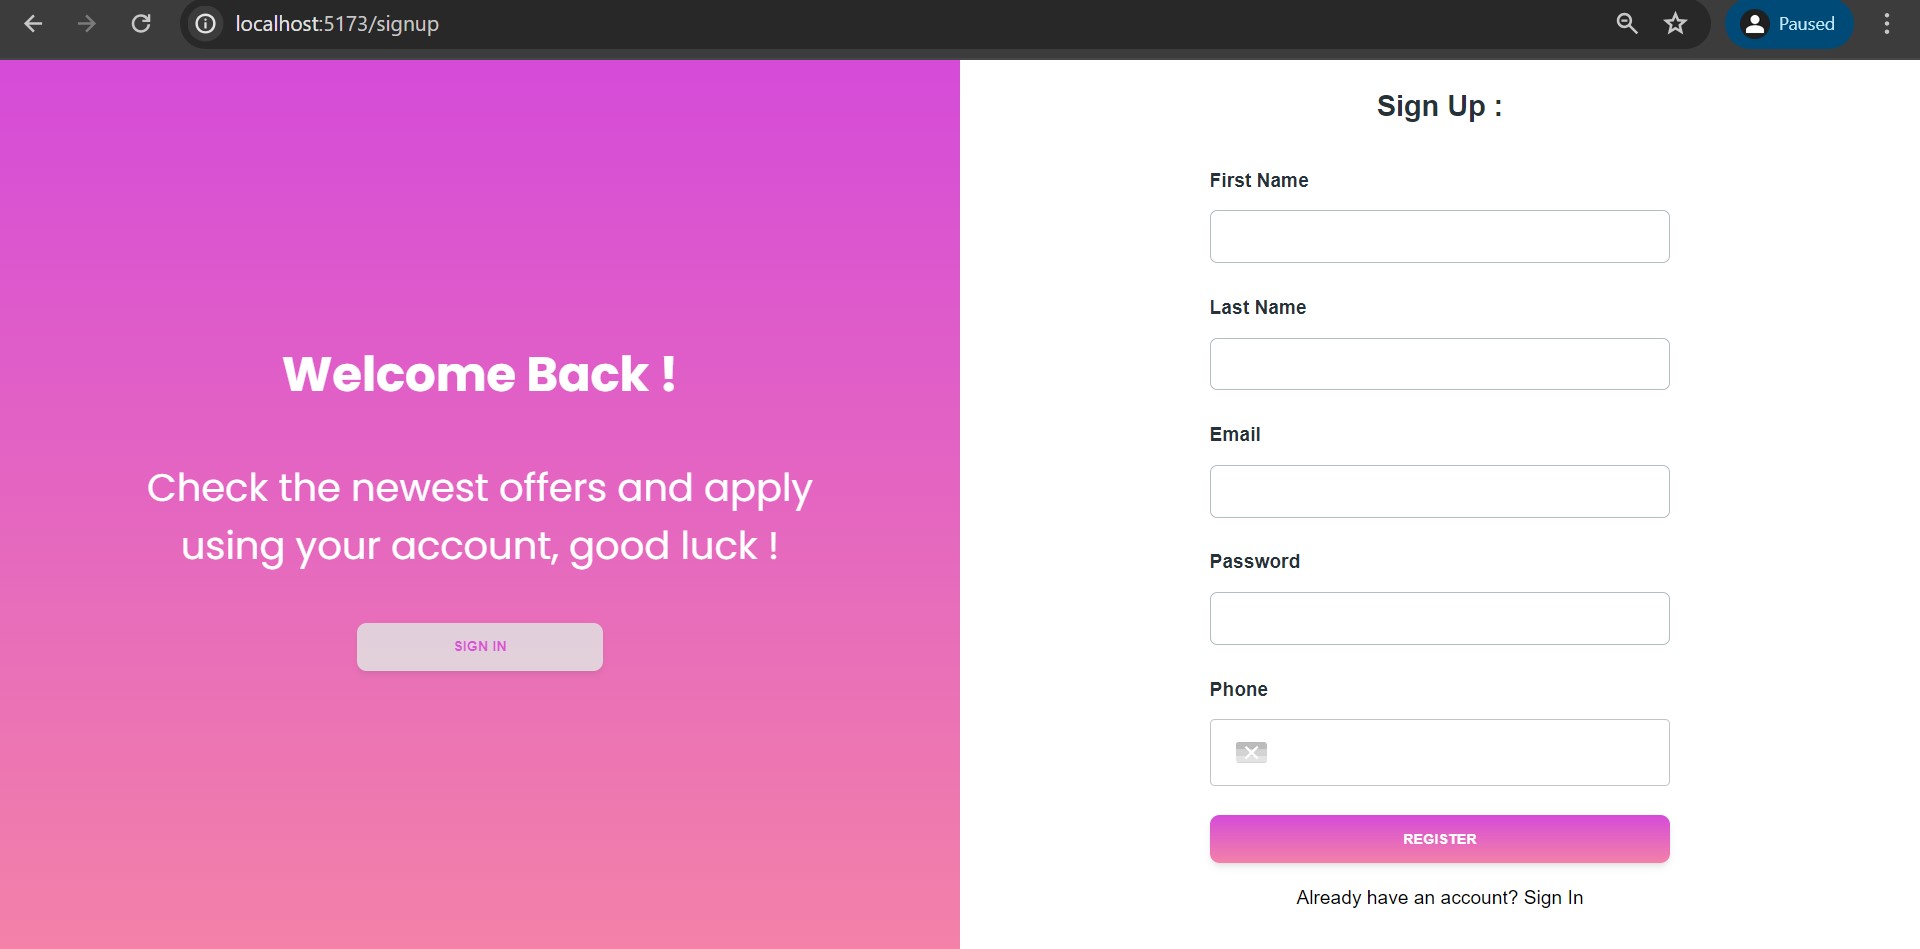 localhost:5173/signup
Paused
Welcome Back !
Check the newest offers and apply
using your account, good luck !
SIGN IN
Sign Up :
First Name
Last Name
Email
Password
Phone
REGISTER
Already have an account? Sign In